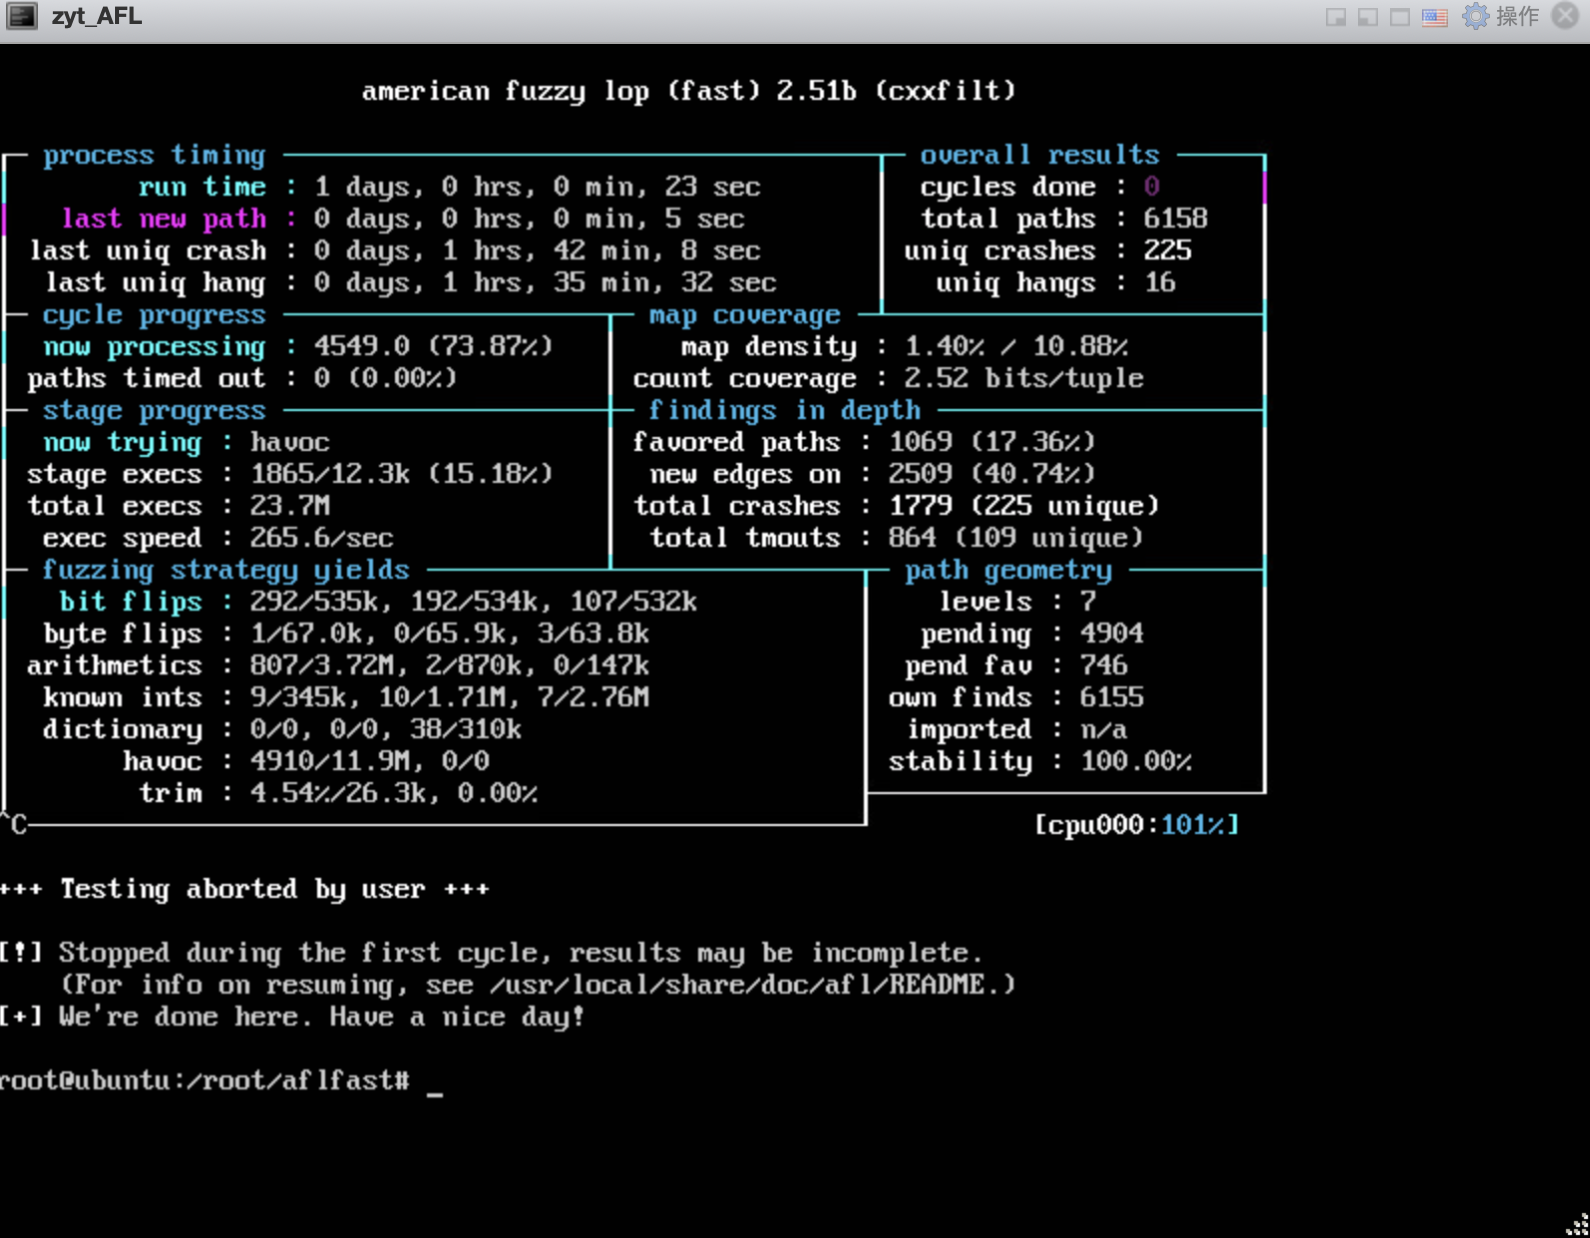 zyt_AFL 操作
american fuzzy lop (fast) 2.51b (cxxfilt)
process timing overall results
run time : 1 days, 0 hrs, 0 min, 23 sec cycles done : 0
last new path : 0 days, 0 hrs, 0 min, 5 sec total paths : 6158
last uniq crash : 0 days, 1 hrs, 42 min, 8 sec uniq crashes : 225
last uniq hang : 0 days, 1 hrs, 35 min, 32 sec uniq hangs : 16
cycle progress map coverage
now processing : 4549.0 (73.87%) map density : 1.40% / 10.88%
paths timed out : 0 (0.00%) count coverage : 2.52 bits/tuple
stage progress findings in depth
now trying : havoc favored paths : 1069 (17.36%)
stage execs : 1865/12.3k (15.18%) new edges on : 2509 (40.74%)
total execs : 23.7M total crashes : 1779 (225 unique)
exec speed : 265.6/sec total tmouts : 864 (109 unique)
fuzzing strategy yields path geometry
bit flips : 292/535k, 192/534k, 107/532k levels : 7
byte flips : 1/67.0k, 0/65.9k, 3/63.8k pending : 4904
arithmetics : 807/3.72M, 2/870k, 0/147k pend fav : 746
known ints : 9/345k, 10/1.71M, 7/2.76M own finds : 6155
dictionary : 0/0, 0/0, 38/310k imported : n/a
havoc : 4910/11.9M, 0/0 stability : 100.00%
trim : 4.54%/26.3k, 0.00%
^C [cpu000:101%]
+++ Testing aborted by user +++
[!] Stopped during the first cycle, results may be incomplete.
(For info on resuming, see /usr/local/share/doc/afl/README.)
[+] We're done here. Have a nice day!
root@ubuntu:/root/aflfast# _